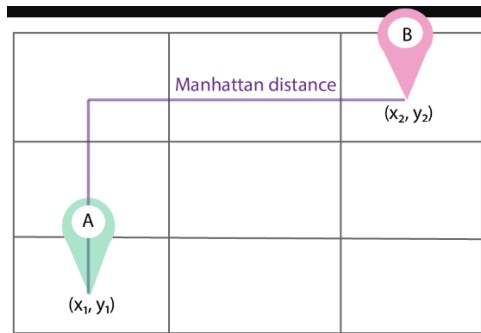 B
Manhattan distance
(x₂, y₂)
A
(x₁, y₁)